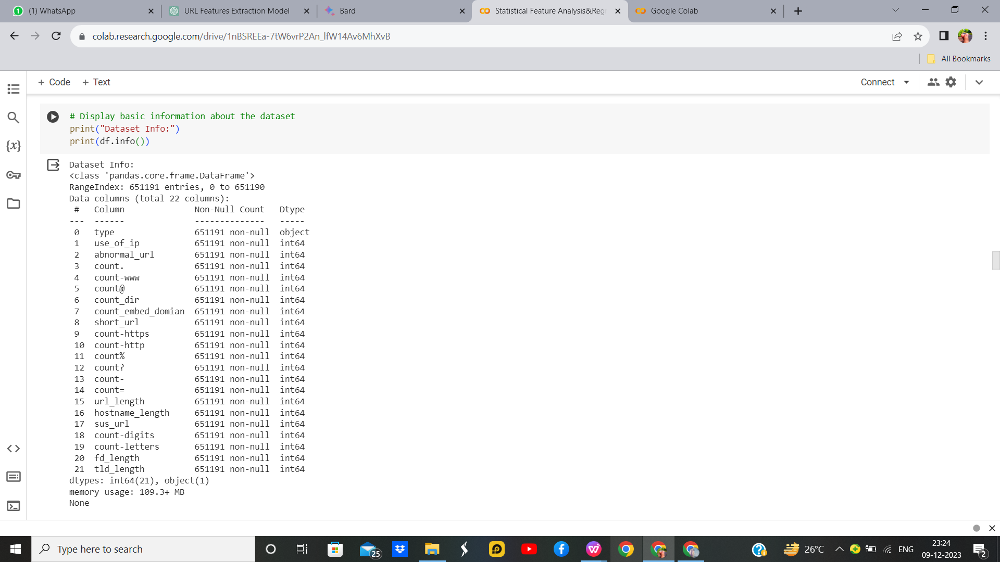 (1) WhatsApp
URL Features Extraction Model
Bard
Statistical Feature Analysis&Reg
Google Colab
colab.research.google.com/drive/1nBSREEa-7tW6vrP2An_lfW14Av6MhXvB
All Bookmarks
+ Code + Text
Connect
# Display basic information about the dataset
print("Dataset Info:")
print(df.info())
Dataset Info:
<class 'pandas.core.frame.DataFrame'>
RangeIndex: 651191 entries, 0 to 651190
Data columns (total 22 columns):
# Column Non-Null Count Dtype
--- ------ -------------- -----
0 type 651191 non-null object
1 use_of_ip 651191 non-null int64
2 abnormal_url 651191 non-null int64
3 count. 651191 non-null int64
4 count-www 651191 non-null int64
5 count@ 651191 non-null int64
6 count_dir 651191 non-null int64
7 count_embed_domian 651191 non-null int64
8 short_url 651191 non-null int64
9 count-https 651191 non-null int64
10 count-http 651191 non-null int64
11 count% 651191 non-null int64
12 count? 651191 non-null int64
13 count- 651191 non-null int64
14 count= 651191 non-null int64
15 url_length 651191 non-null int64
16 hostname_length 651191 non-null int64
17 sus_url 651191 non-null int64
18 count-digits 651191 non-null int64
19 count-letters 651191 non-null int64
20 fd_length 651191 non-null int64
21 tld_length 651191 non-null int64
dtypes: int64(21), object(1)
memory usage: 109.3+ MB
None
Type here to search
25
26°C
ENG
23:24
09-12-2023
2